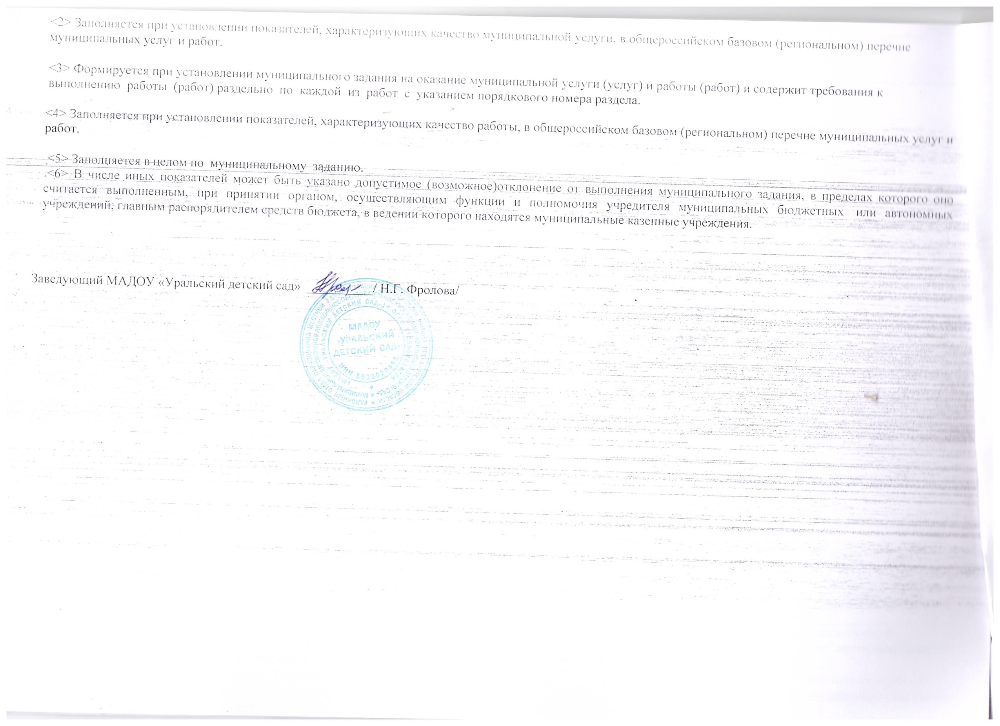 <2> Заполняется при установлении показателей, характеризующих качество муниципальной услуги, в общероссийском базовом (региональном) перечне
муниципальных услуг и работ.
<3> Формируется при установлении муниципального задания на оказание муниципальной услуги (услуг) и работы (работ) и содержит требования к
выполнению работы (работ) раздельно по каждой из работ с указанием порядкового номера раздела.
<4> Заполняется при установлении показателей, характеризующих качество работы, в общероссийском базовом (региональном) перечне муниципальных услуг и
работ.
<5> Заполняется в целом по муниципальному заданию.
<6> В числе иных показателей может быть указано допустимое (возможное)отклонение от выполнения муниципального задания, в пределах которого оно
считается выполненным, при принятии органом, осуществляющим функции и полномочия учредителя муниципальных бюджетных или автономных
учреждений, главным распорядителем средств бюджета, в ведении которого находятся муниципальные казенные учреждения.
Заведующий МАДОУ «Уральский детский сад» / Н.Г. Фролова/
МАДОУ
«УРАЛЬСКИЙ
ДЕТСКИЙ САД»
ИНН